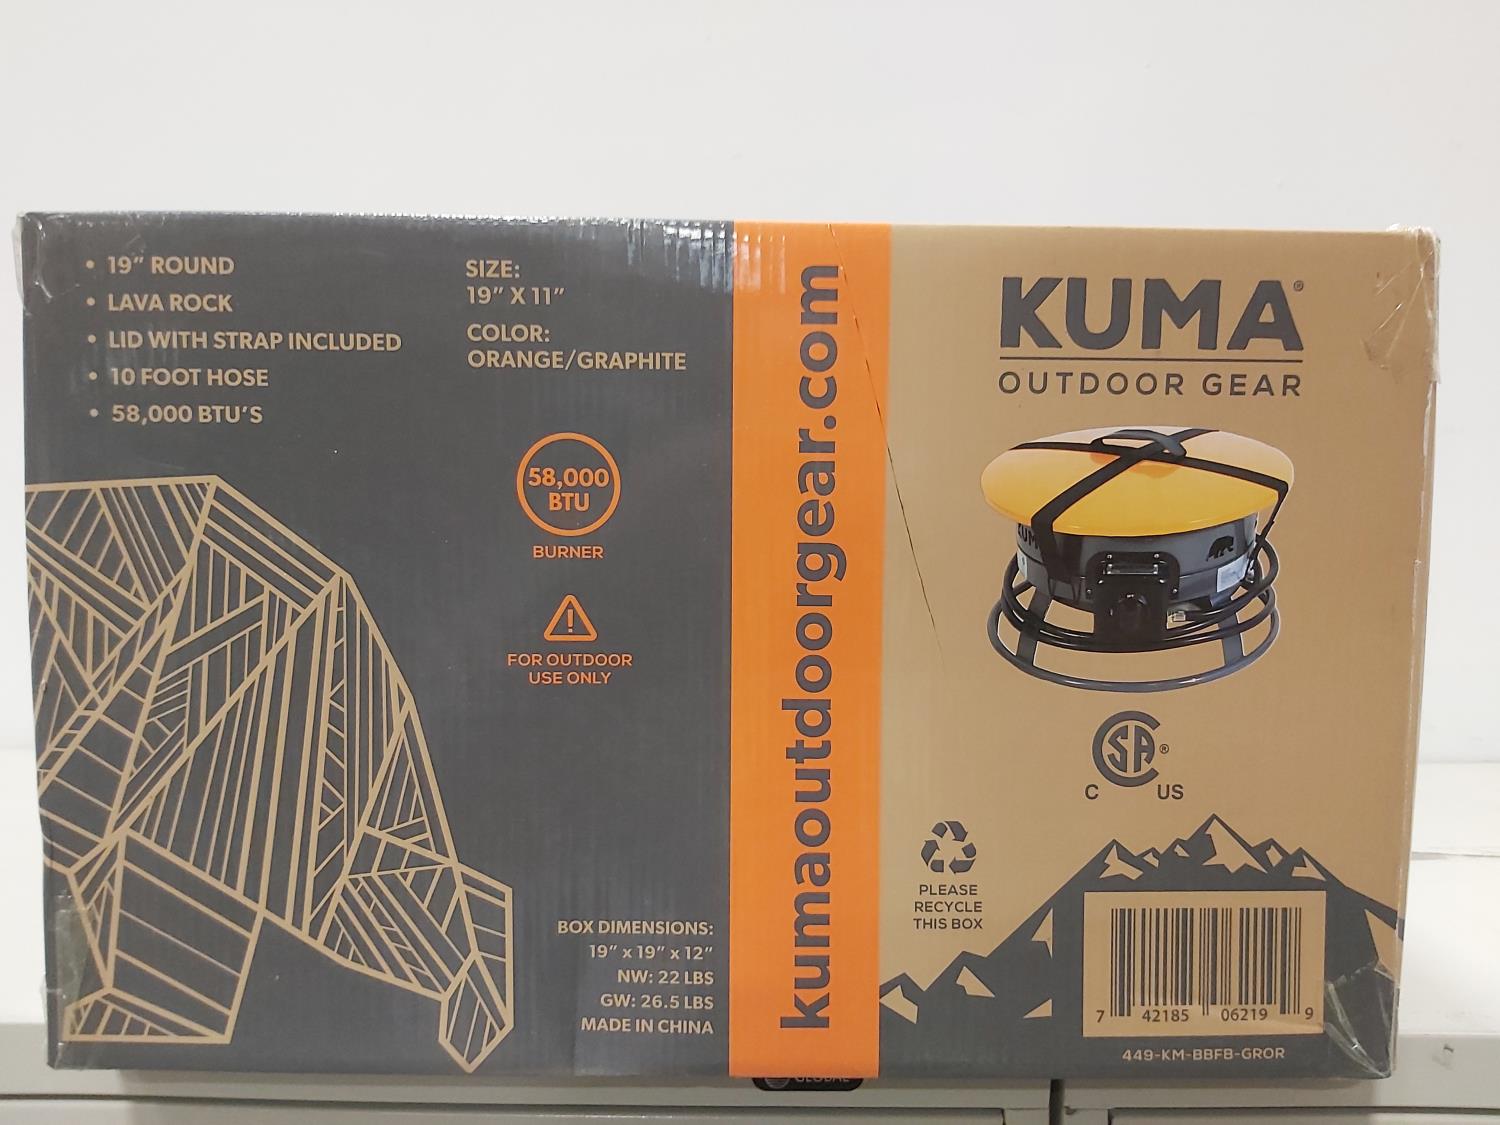 • 19” ROUND
• LAVA ROCK
• LID WITH STRAP INCLUDED
• 10 FOOT HOSE
• 58,000 BTU’S
SIZE:
19” X 11”
COLOR:
ORANGE/GRAPHITE
58,000
BTU
BURNER
FOR OUTDOOR
USE ONLY
BOX DIMENSIONS:
19” x 19” x 12”
NW: 22 LBS
GW: 26.5 LBS
MADE IN CHINA
kumaoutdoorgear.com
KUMA®
OUTDOOR GEAR
KUMA
CSA®
C US
PLEASE
RECYCLE
THIS BOX
7 42185 06219 9
449-KM-BBFB-GROR
GLOBAL